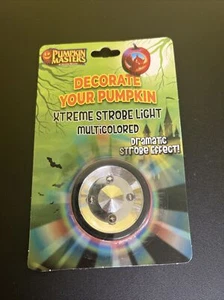 PUMPKIN
MASTERS
DECORATE
YOUR PUMPKIN
XTREME STROBE LIGHT
MULTICOLORED
DRAMATIC
STROBE EFFECT!